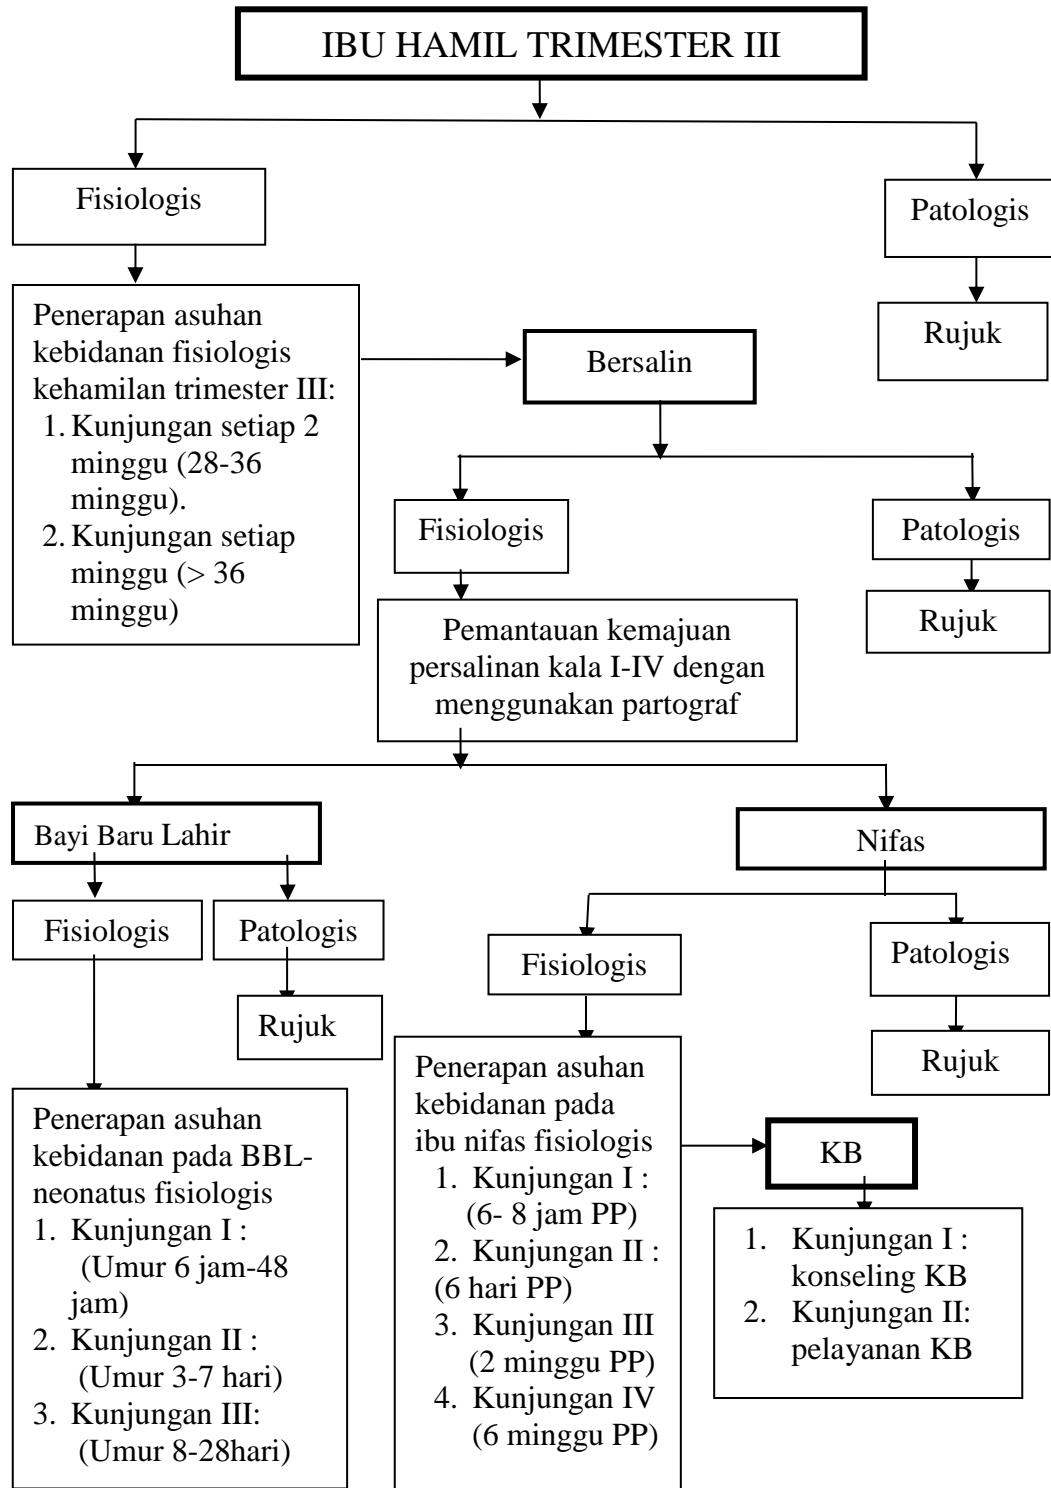 IBU HAMIL TRIMESTER III
Fisiologis
Patologis
Penerapan asuhan
kebidanan fisiologis
kehamilan trimester III:
1. Kunjungan setiap 2
minggu (28-36
minggu).
2. Kunjungan setiap
minggu (> 36
minggu)
Rujuk
Bersalin
Fisiologis
Patologis
Rujuk
Pemantauan kemajuan
persalinan kala I-IV dengan
menggunakan partograf
Bayi Baru Lahir
Nifas
Fisiologis
Patologis
Rujuk
Penerapan asuhan
kebidanan pada BBL-
neonatus fisiologis
1. Kunjungan I :
(Umur 6 jam-48
jam)
2. Kunjungan II :
(Umur 3-7 hari)
3. Kunjungan III:
(Umur 8-28hari)
Fisiologis
Patologis
Rujuk
Penerapan asuhan
kebidanan pada
ibu nifas fisiologis
1. Kunjungan I :
(6- 8 jam PP)
2. Kunjungan II :
(6 hari PP)
3. Kunjungan III
(2 minggu PP)
4. Kunjungan IV
(6 minggu PP)
KB
1. Kunjungan I :
konseling KB
2. Kunjungan II:
pelayanan KB